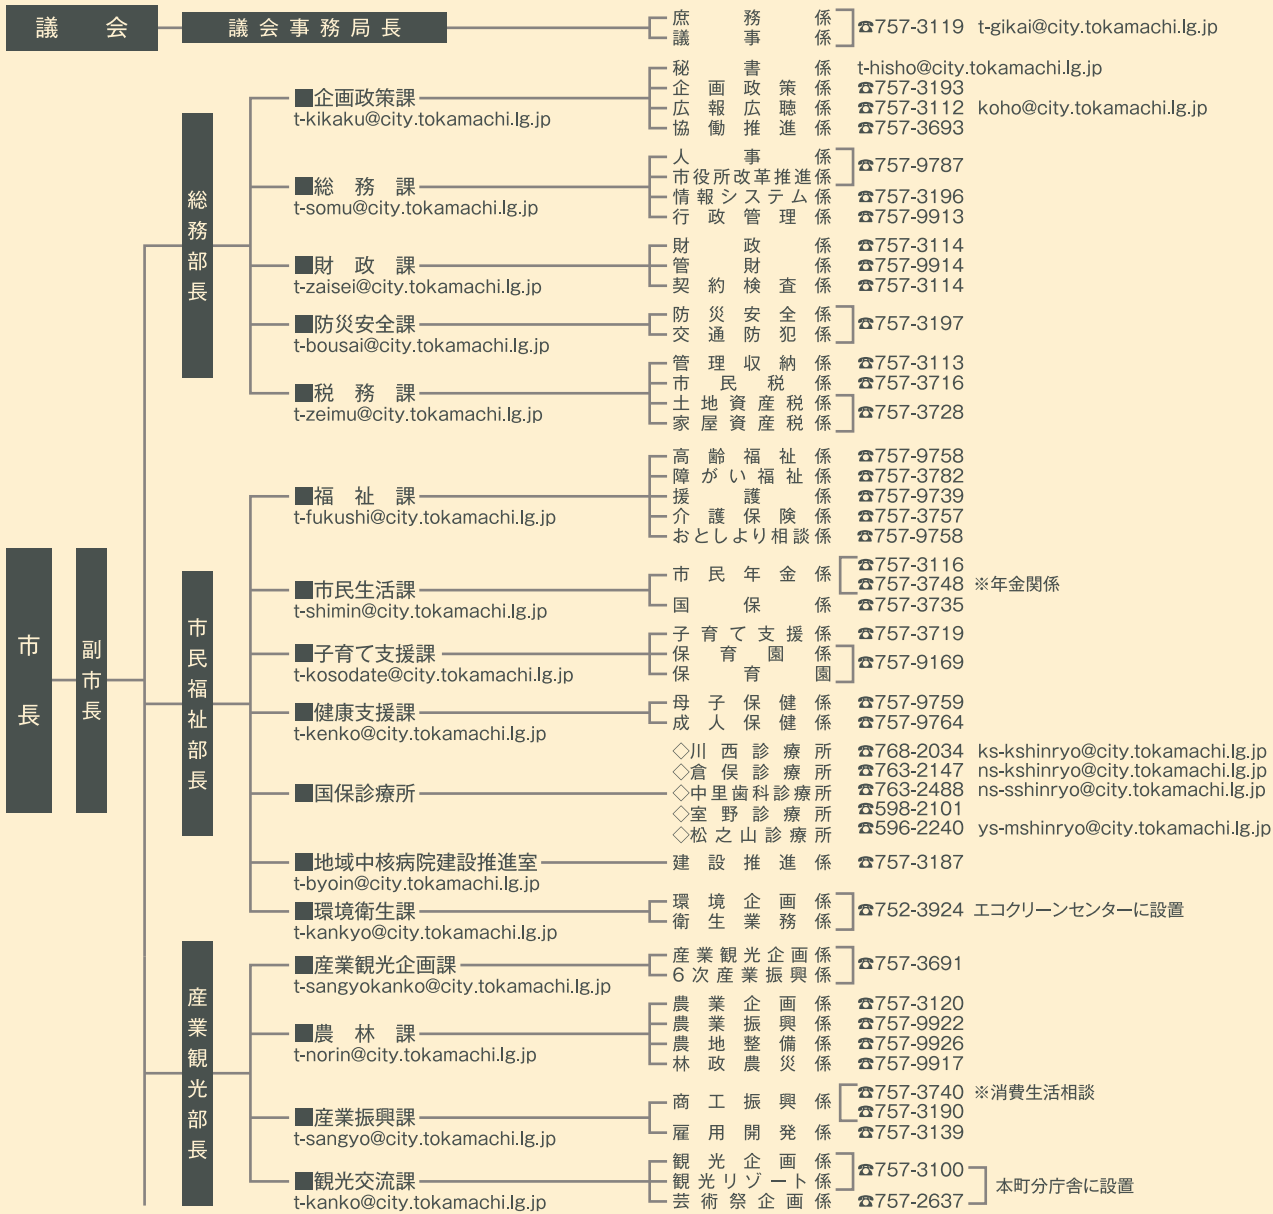 議会 議会事務局長 庶務係 議事係 ☎757-3119 t-gikai@city.tokamachi.lg.jp
市長
副市長
総務部長
■企画政策課
t-kikaku@city.tokamachi.lg.jp
秘書係 t-hisho@city.tokamachi.lg.jp
企画政策係 ☎757-3193
広報広聴係 ☎757-3112 koho@city.tokamachi.lg.jp
協働推進係 ☎757-3693
■総務課
t-somu@city.tokamachi.lg.jp
人事係
市役所改革推進係
☎757-9787
情報システム係 ☎757-3196
行政管理係 ☎757-9913
■財政課
t-zaisei@city.tokamachi.lg.jp
財政係 ☎757-3114
管財係 ☎757-9914
契約検査係 ☎757-3114
■防災安全課
t-bousai@city.tokamachi.lg.jp
防災安全係
交通防犯係
☎757-3197
■税務課
t-zeimu@city.tokamachi.lg.jp
管理収納係 ☎757-3113
市民税係 ☎757-3716
土地資産税係
家屋資産税係
☎757-3728
市民福祉部長
■福祉課
t-fukushi@city.tokamachi.lg.jp
高齢福祉係 ☎757-9758
障がい福祉係 ☎757-3782
援護係 ☎757-9739
介護保険係 ☎757-3757
おとしより相談係 ☎757-9758
■市民生活課
t-shimin@city.tokamachi.lg.jp
市民年金係
☎757-3116
☎757-3748 ※年金関係
国保係 ☎757-3735
■子育て支援課
t-kosodate@city.tokamachi.lg.jp
子育て支援係 ☎757-3719
保育園係
保育園
☎757-9169
■健康支援課
t-kenko@city.tokamachi.lg.jp
母子保健係 ☎757-9759
成人保健係 ☎757-9764
■国保診療所
◇川西診療所 ☎768-2034 ks-kshinryo@city.tokamachi.lg.jp
◇倉俣診療所 ☎763-2147 ns-kshinryo@city.tokamachi.lg.jp
◇中里歯科診療所 ☎763-2488 ns-sshinryo@city.tokamachi.lg.jp
◇室野診療所 ☎598-2101
◇松之山診療所 ☎596-2240 ys-mshinryo@city.tokamachi.lg.jp
■地域中核病院建設推進室
t-byoin@city.tokamachi.lg.jp
建設推進係 ☎757-3187
■環境衛生課
t-kankyo@city.tokamachi.lg.jp
環境企画係
衛生業務係
☎752-3924 エコクリーンセンターに設置
産業観光部長
■産業観光企画課
t-sangyokanko@city.tokamachi.lg.jp
産業観光企画係
6次産業振興係
☎757-3691
■農林課
t-norin@city.tokamachi.lg.jp
農業企画係 ☎757-3120
農業振興係 ☎757-9922
農地整備係 ☎757-9926
林政農災係 ☎757-9917
■産業振興課
t-sangyo@city.tokamachi.lg.jp
商工振興係
☎757-3740 ※消費生活相談
☎757-3190
雇用開発係 ☎757-3139
■観光交流課
t-kanko@city.tokamachi.lg.jp
観光企画係
観光リゾート係
☎757-3100
芸術祭企画係 ☎757-2637
本町分庁舎に設置